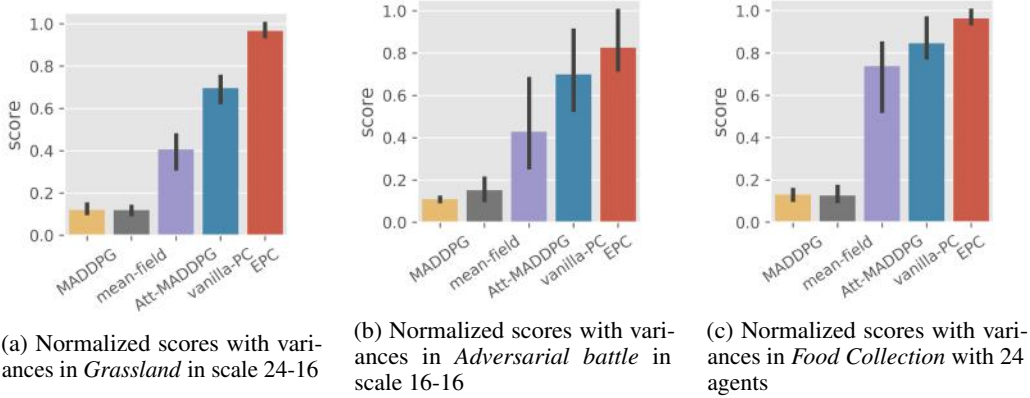 1.0
0.8
0.6
0.4
0.2
0.0
score
MADDPG
mean-field
Att-MADDPG
vanilla-PC
EPC
(a) Normalized scores with vari-
ances in Grassland in scale 24-16
1.0
0.8
0.6
0.4
0.2
0.0
score
MADDPG
mean-field
Att-MADDPG
vanilla-PC
EPC
(b) Normalized scores with vari-
ances in Adversarial battle in
scale 16-16
1.0
0.8
0.6
0.4
0.2
0.0
score
MADDPG
mean-field
Att-MADDPG
vanilla-PC
EPC
(c) Normalized scores with vari-
ances in Food Collection with 24
agents